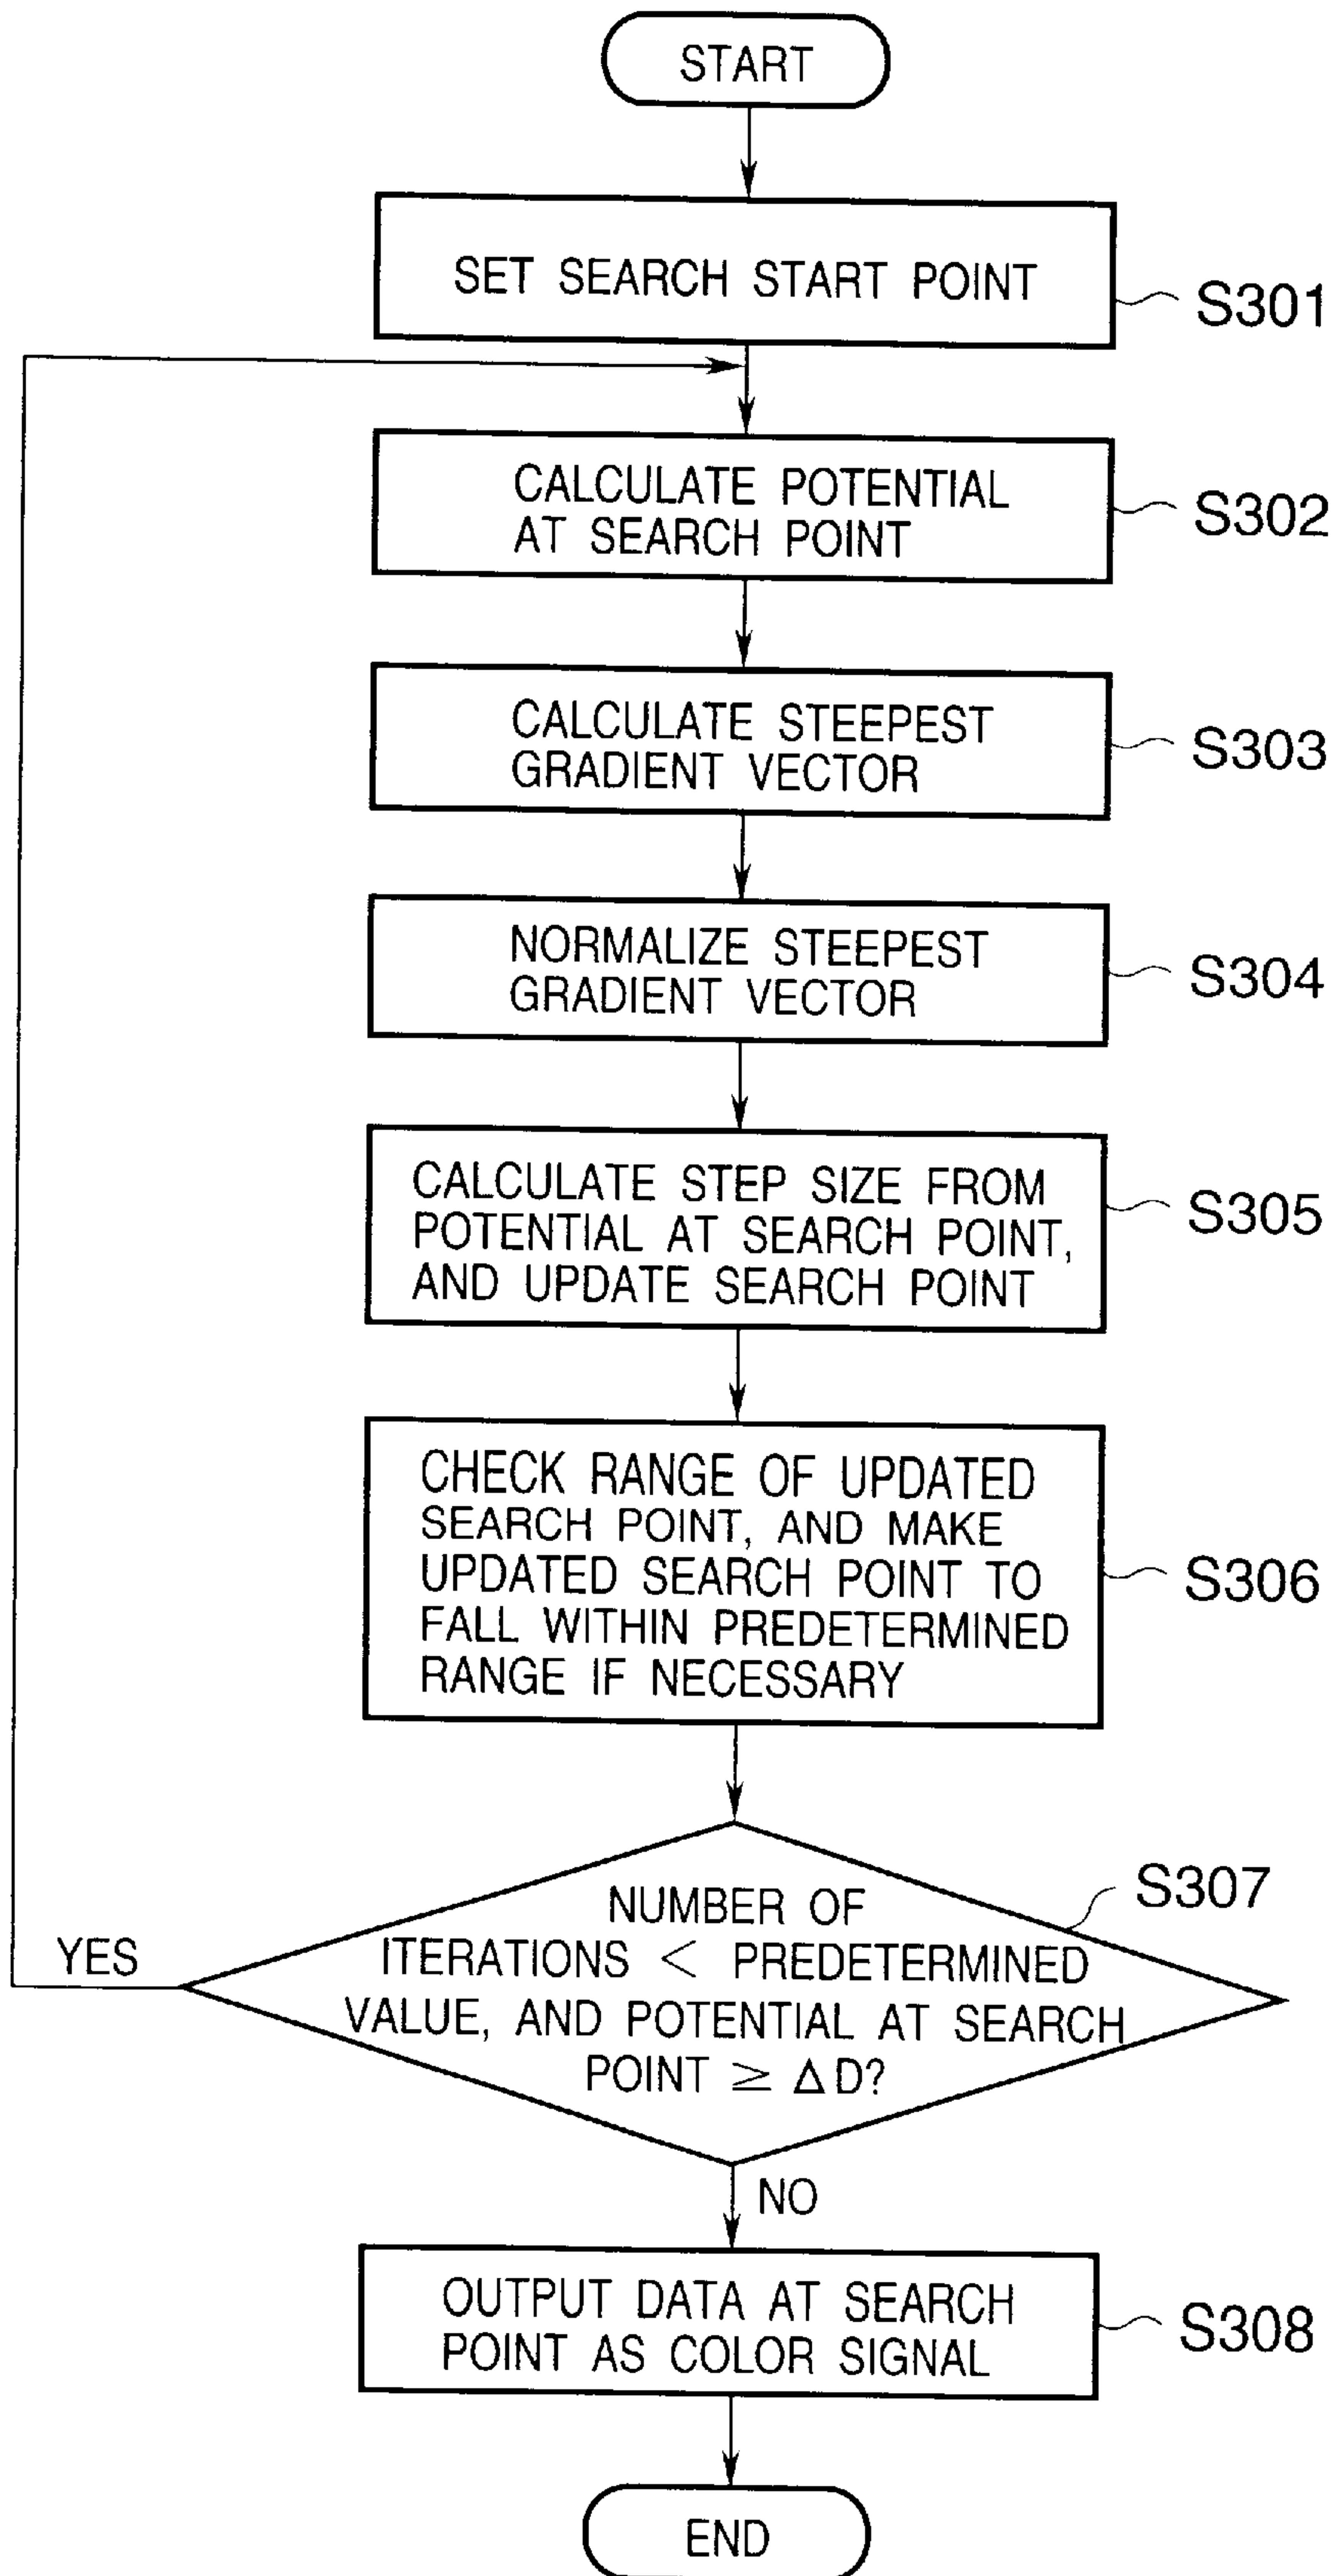 START
SET SEARCH START POINT
S301
CALCULATE POTENTIAL
AT SEARCH POINT
S302
CALCULATE STEEPEST
GRADIENT VECTOR
S303
NORMALIZE STEEPEST
GRADIENT VECTOR
S304
CALCULATE STEP SIZE FROM
POTENTIAL AT SEARCH POINT,
AND UPDATE SEARCH POINT
S305
CHECK RANGE OF UPDATED
SEARCH POINT, AND MAKE
UPDATED SEARCH POINT TO
FALL WITHIN PREDETERMINED
RANGE IF NECESSARY
S306
S307
NUMBER OF
ITERATIONS < PREDETERMINED
VALUE, AND POTENTIAL AT SEARCH
POINT ≥ ΔD?
YES
NO
OUTPUT DATA AT SEARCH
POINT AS COLOR SIGNAL
S308
END